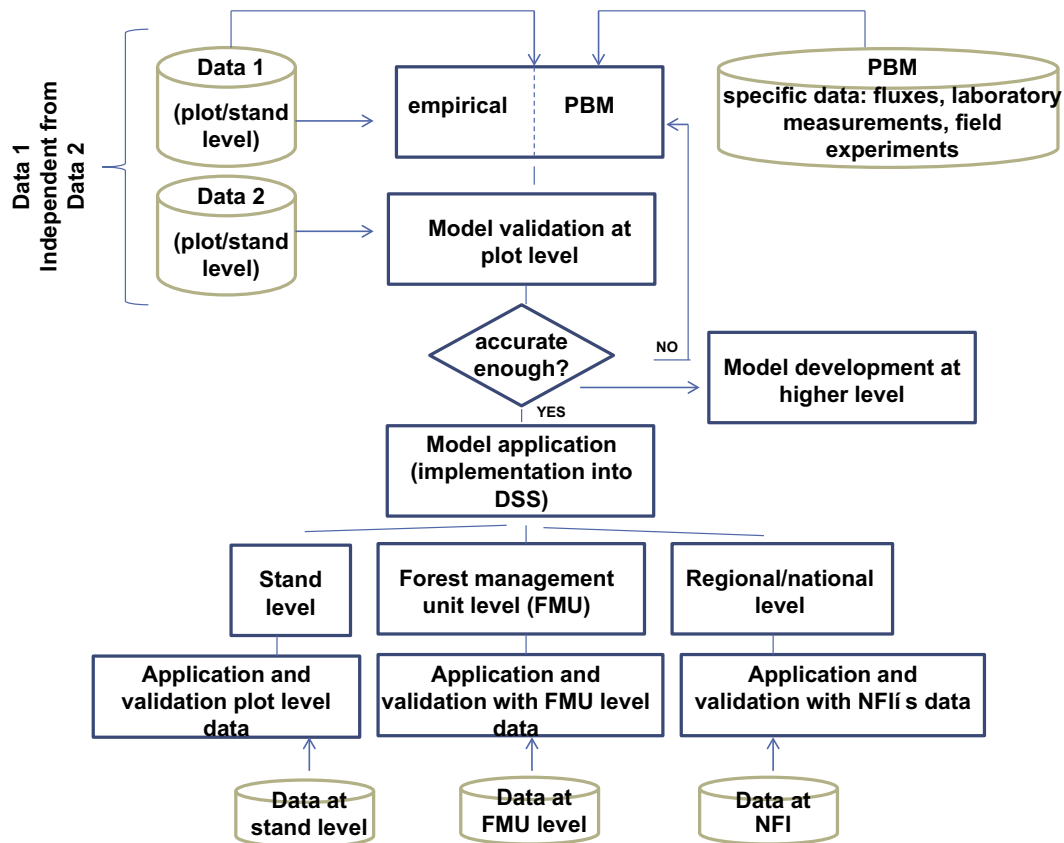 Data 1
Independent from
Data 2
Data 1
(plot/stand
level)
Data 2
(plot/stand
level)
empirical
PBM
PBM
specific data: fluxes, laboratory
measurements, field
experiments
Model validation at
plot level
accurate
enough?
NO
YES
Model development at
higher level
Model application
(implementation into
DSS)
Stand
level
Forest management
unit level (FMU)
Regional/national
level
Application and
validation plot level
data
Application and
validation with FMU level
data
Application and
validation with NFIí s data
Data at
stand level
Data at
FMU level
Data at
NFI